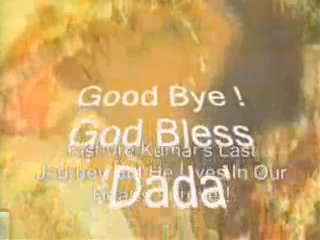 Good Bye !
God Bless
Dada
Kishore Kumar's Last
Journey But He Lives In Our